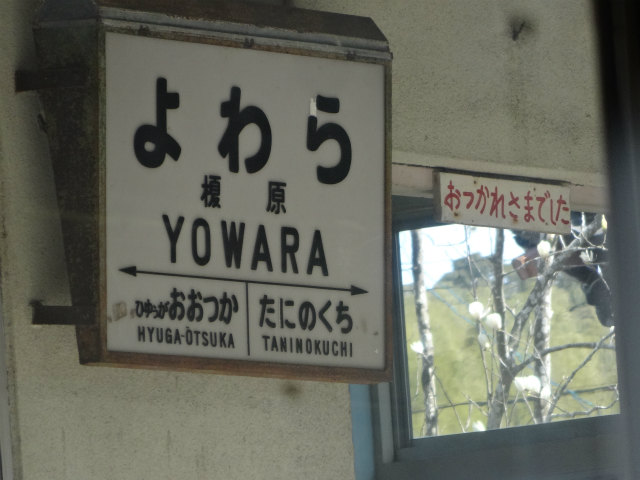 よわら
榎原
YOWARA
ひゅうがおおつか たにのくち
HYUGA-ŌTSUKA TANINOKUCHI
おつかれさまでした